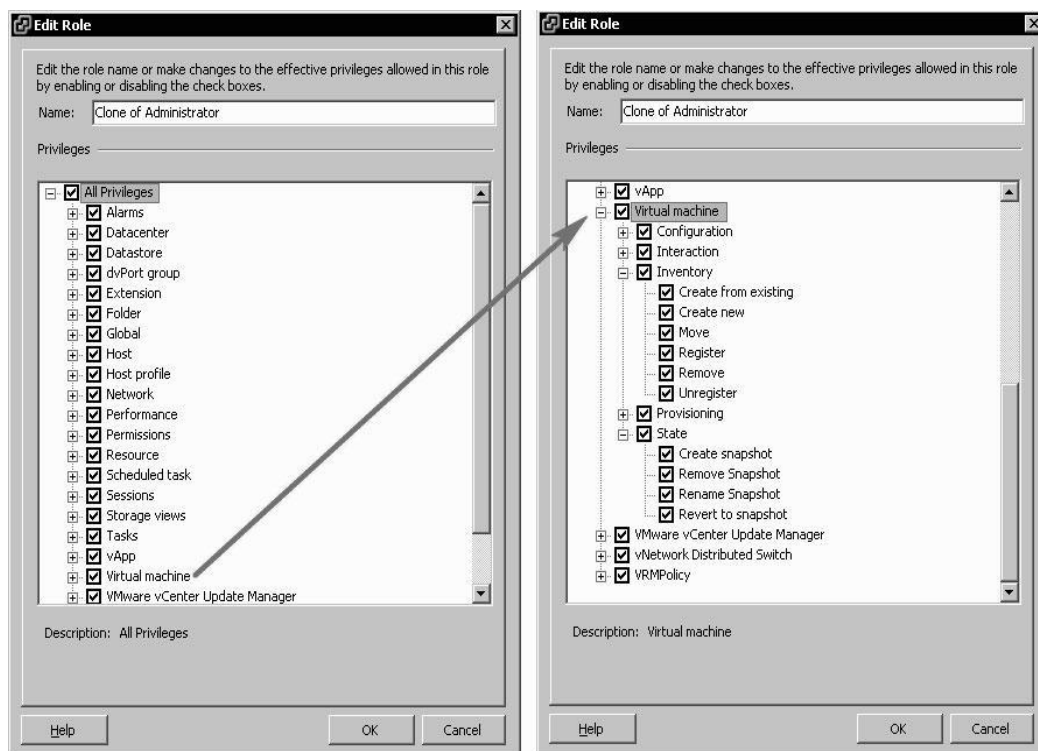 Edit Role
Edit the role name or make changes to the effective privileges allowed in this role
by enabling or disabling the check boxes.
Name: Clone of Administrator
Privileges
All Privileges
Alarms
Datacenter
Datastore
dvPort group
Extension
Folder
Global
Host
Host profile
Network
Performance
Permissions
Resource
Scheduled task
Sessions
Storage views
Tasks
vApp
Virtual machine
VMware vCenter Update Manager
Description: All Privileges
Help OK Cancel
Edit Role
Edit the role name or make changes to the effective privileges allowed in this role
by enabling or disabling the check boxes.
Name: Clone of Administrator
Privileges
vApp
Virtual machine
Configuration
Interaction
Inventory
Create from existing
Create new
Move
Register
Remove
Unregister
Provisioning
State
Create snapshot
Remove Snapshot
Rename Snapshot
Revert to snapshot
VMware vCenter Update Manager
vNetwork Distributed Switch
VRMPolicy
Description: Virtual machine
Help OK Cancel